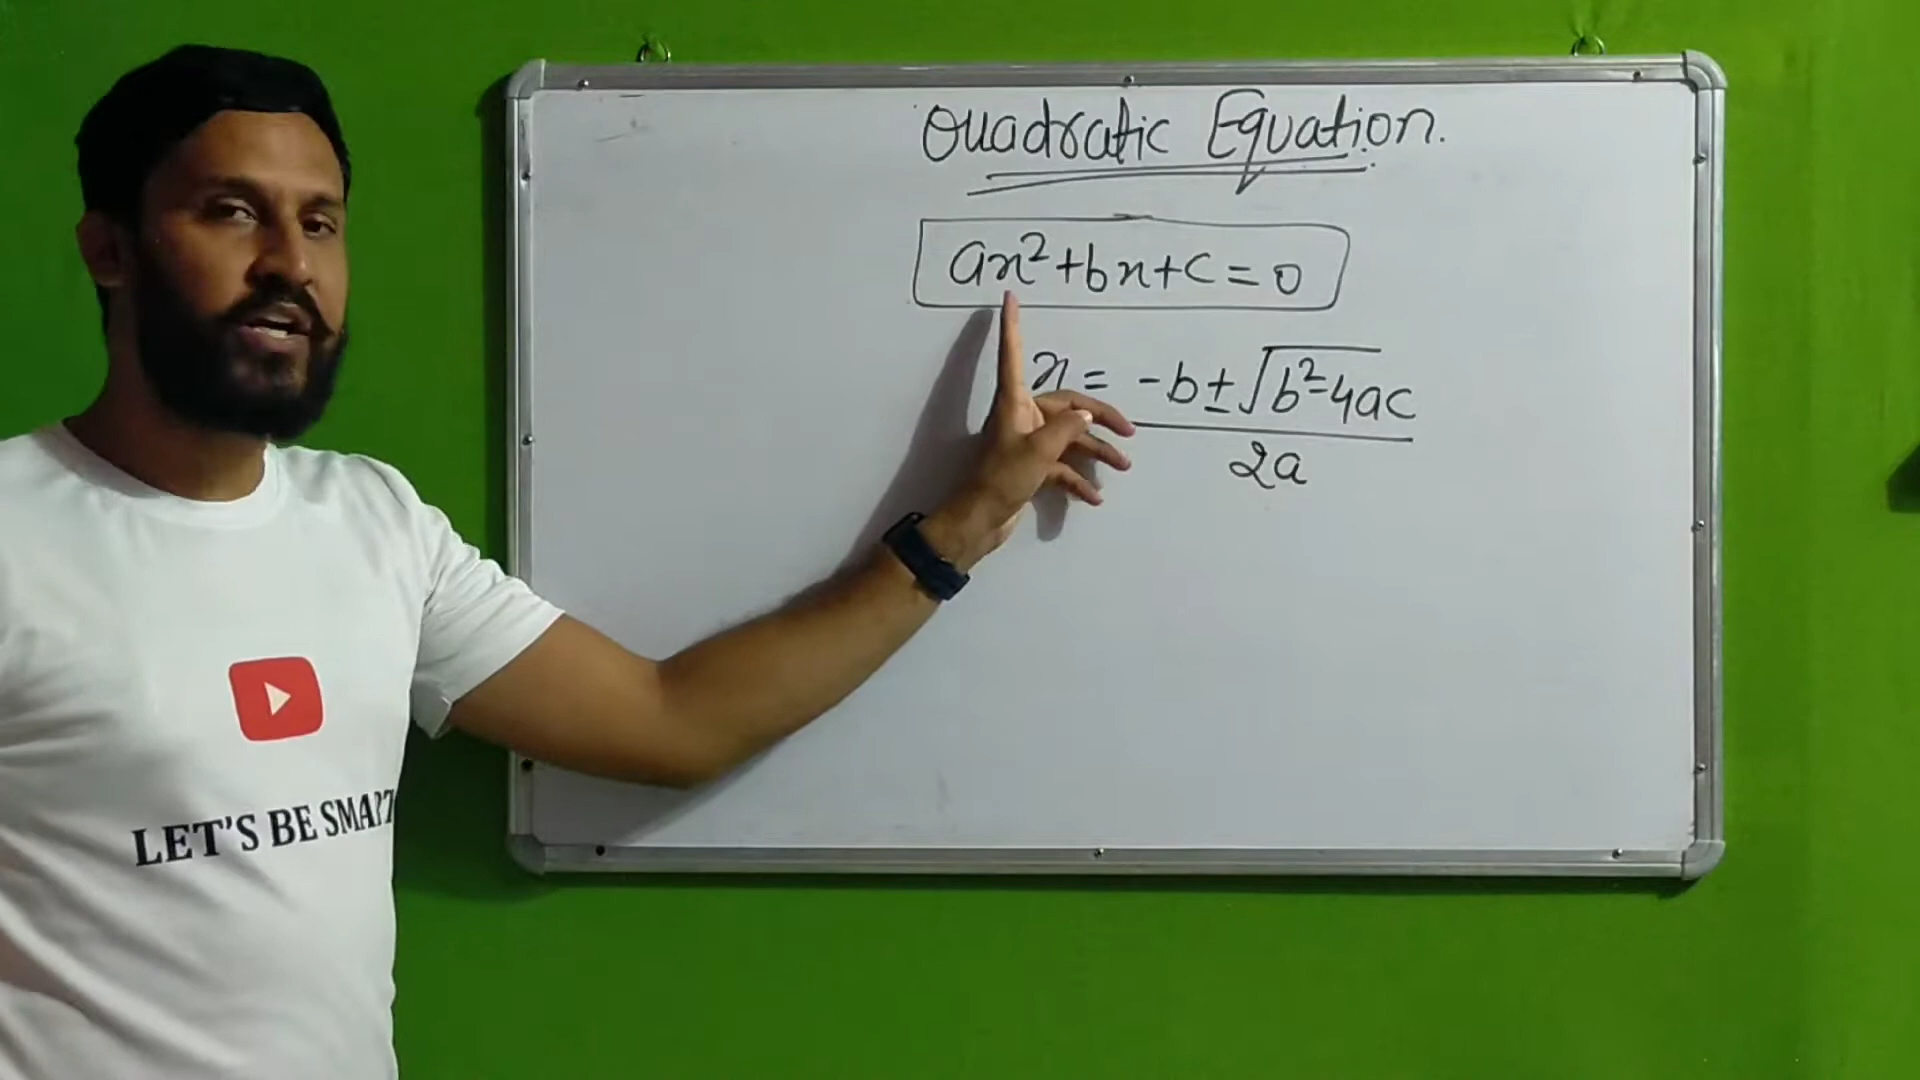 Quadratic Equation.
ax²+bx+c=0
x = -b±√b²-4ac
2a
LET'S BE SMART